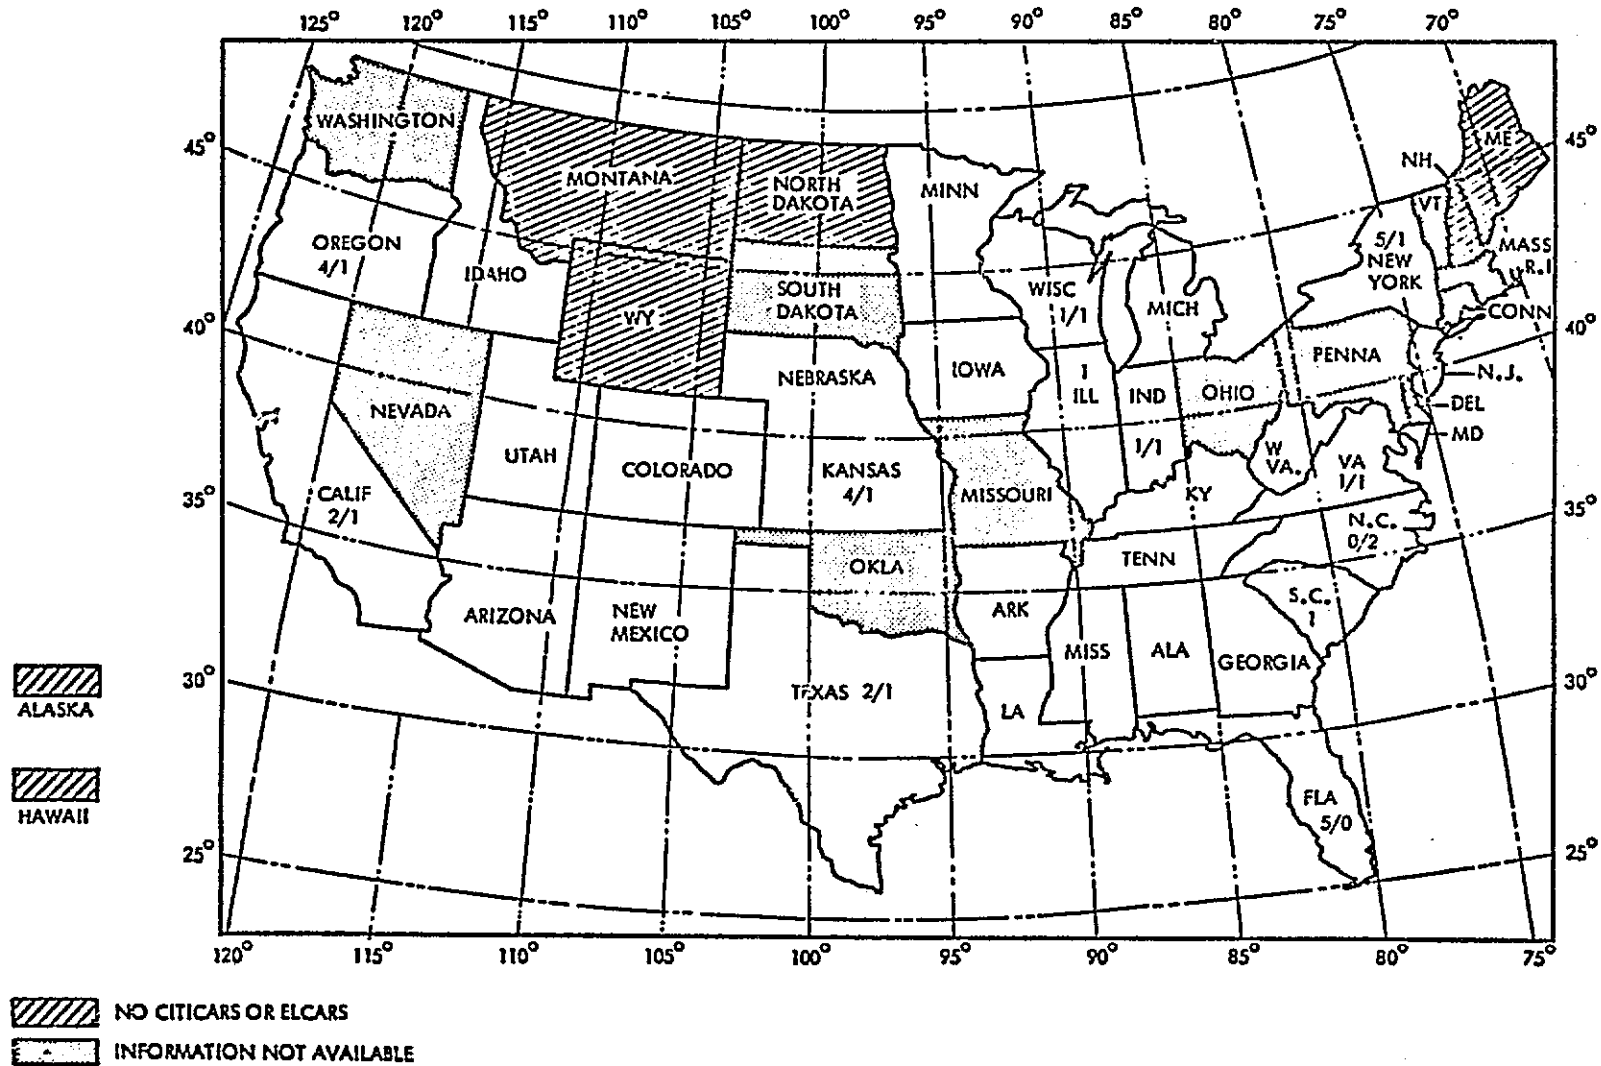 125° 120° 115° 110° 105° 100° 95° 90° 85° 80° 75° 70°
WASHINGTON
45°
MONTANA
NORTH
DAKOTA
MINN
ME
45°
NH
VT
OREGON
4/1
IDAHO
5/1
NEW
YORK
MASS
R.I
SOUTH
DAKOTA
WISC
1/1
MICH
CONN
WY
40°
40°
NEBRASKA
IOWA
1
ILL
IND
1/1
OHIO
PENNA
N.J.
DEL
MD
NEVADA
UTAH
COLORADO
KANSAS
4/1
MISSOURI
KY
W
VA.
VA
1/1
CALIF
2/1
35°
35°
N.C.
0/2
OKLA
TENN
ARIZONA
NEW
MEXICO
ARK
S.C.
1
MISS
ALA
GEORGIA
30°
30°
ALASKA
TEXAS 2/1
LA
HAWAII
FLA
5/0
25°
25°
120° 115° 110° 105° 100° 95° 90° 85° 80° 75°
NO CITICARS OR ELCARS
INFORMATION NOT AVAILABLE